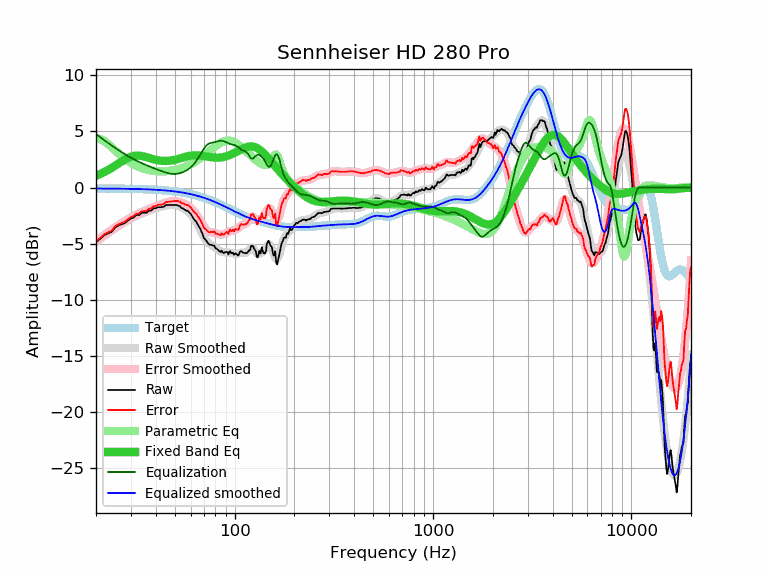 Sennheiser HD 280 Pro
10
5
0
−5
−10
−15
−20
−25
Amplitude (dBr)
Target
Raw Smoothed
Error Smoothed
Raw
Error
Parametric Eq
Fixed Band Eq
Equalization
Equalized smoothed
100
1000
10000
Frequency (Hz)